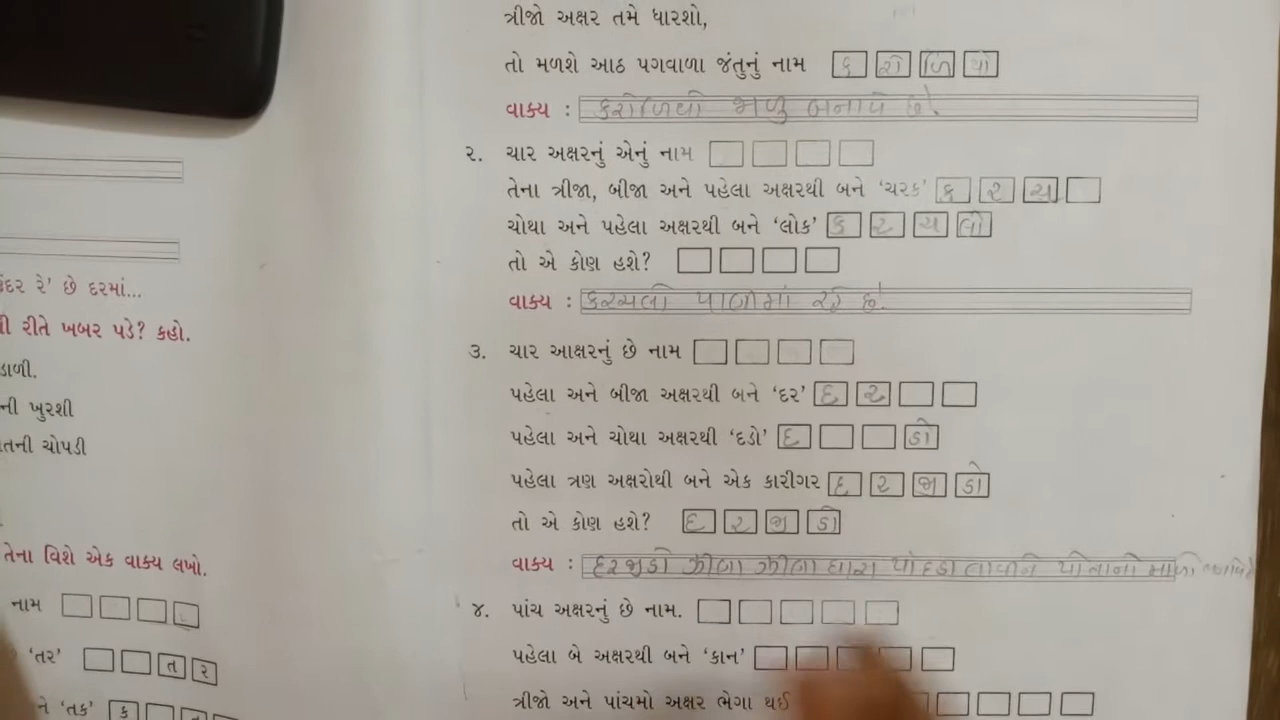 ત્રીજો અક્ષર તમે ધારશો,
તો મળશે આઠ પગવાળા જંતુનું નામ ક રો ળિ યો
વાક્ય : કરોળિયો જાળુ બનાવે છે.
૨. ચાર અક્ષરનું એનું નામ
તેના ત્રીજા, બીજા અને પહેલા અક્ષરથી બને ‘ચરક’ ક ર ચ
ચોથા અને પહેલા અક્ષરથી બને ‘લોક’ ક ર ચ લો
તો એ કોણ હશે?
વાક્ય : કરચલો પાણીમાં રહે છે.
૩. ચાર આક્ષરનું છે નામ
પહેલા અને બીજા અક્ષરથી બને ‘દર’ દ ર
પહેલા અને ચોથા અક્ષરથી ‘દડો’ દ ડો
પહેલા ત્રણ અક્ષરોથી બને એક કારીગર દ ર જી ડો
તો એ કોણ હશે? દ ર જી ડો
વાક્ય : દરજીડો ઝીણા ઝીણા ઘાસ પાંદડા લાવીને પોતાનો માળો બનાવે
૪. પાંચ અક્ષરનું છે નામ.
પહેલા બે અક્ષરથી બને ‘કાન’
ત્રીજો અને પાંચમો અક્ષર ભેગા થઈ
દર રે’ છે દરમાં...
રીતે ખબર પડે? કહો.
ની ખુરશી
ચોપડી
તેના વિશે એક વાક્ય લખો.
નામ
‘તર’ ત ર
ને ‘તક’ ક